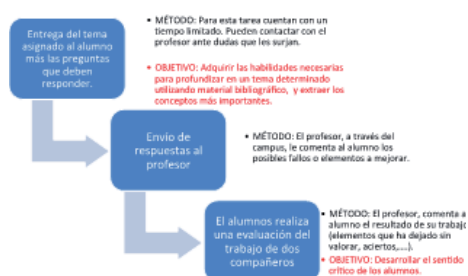 Entrega del tema
asignado al alumno
más las preguntas
que deben
responder.
• MÉTODO: Para esta tarea cuentan con un
tiempo limitado. Pueden contactar con el
profesor ante dudas que les surjan.
• OBJETIVO: Adquirir las habilidades necesarias
para profundizar en un tema determinado
utilizando material bibliográfico, y extraer los
conceptos más importantes.
Envío de
respuestas al
profesor
• MÉTODO: El profesor, a través del
campus, le comenta al alumno los
posibles fallos o elementos a mejorar.
El alumnos realiza
una evaluación del
trabajo de dos
compañeros
• MÉTODO: El profesor, comenta a
alumno el resultado de su trabajo
(elementos que ha dejado sin
valorar, aciertos,....).
• OBJETIVO: Desarrollar el sentido
crítico de los alumnos.